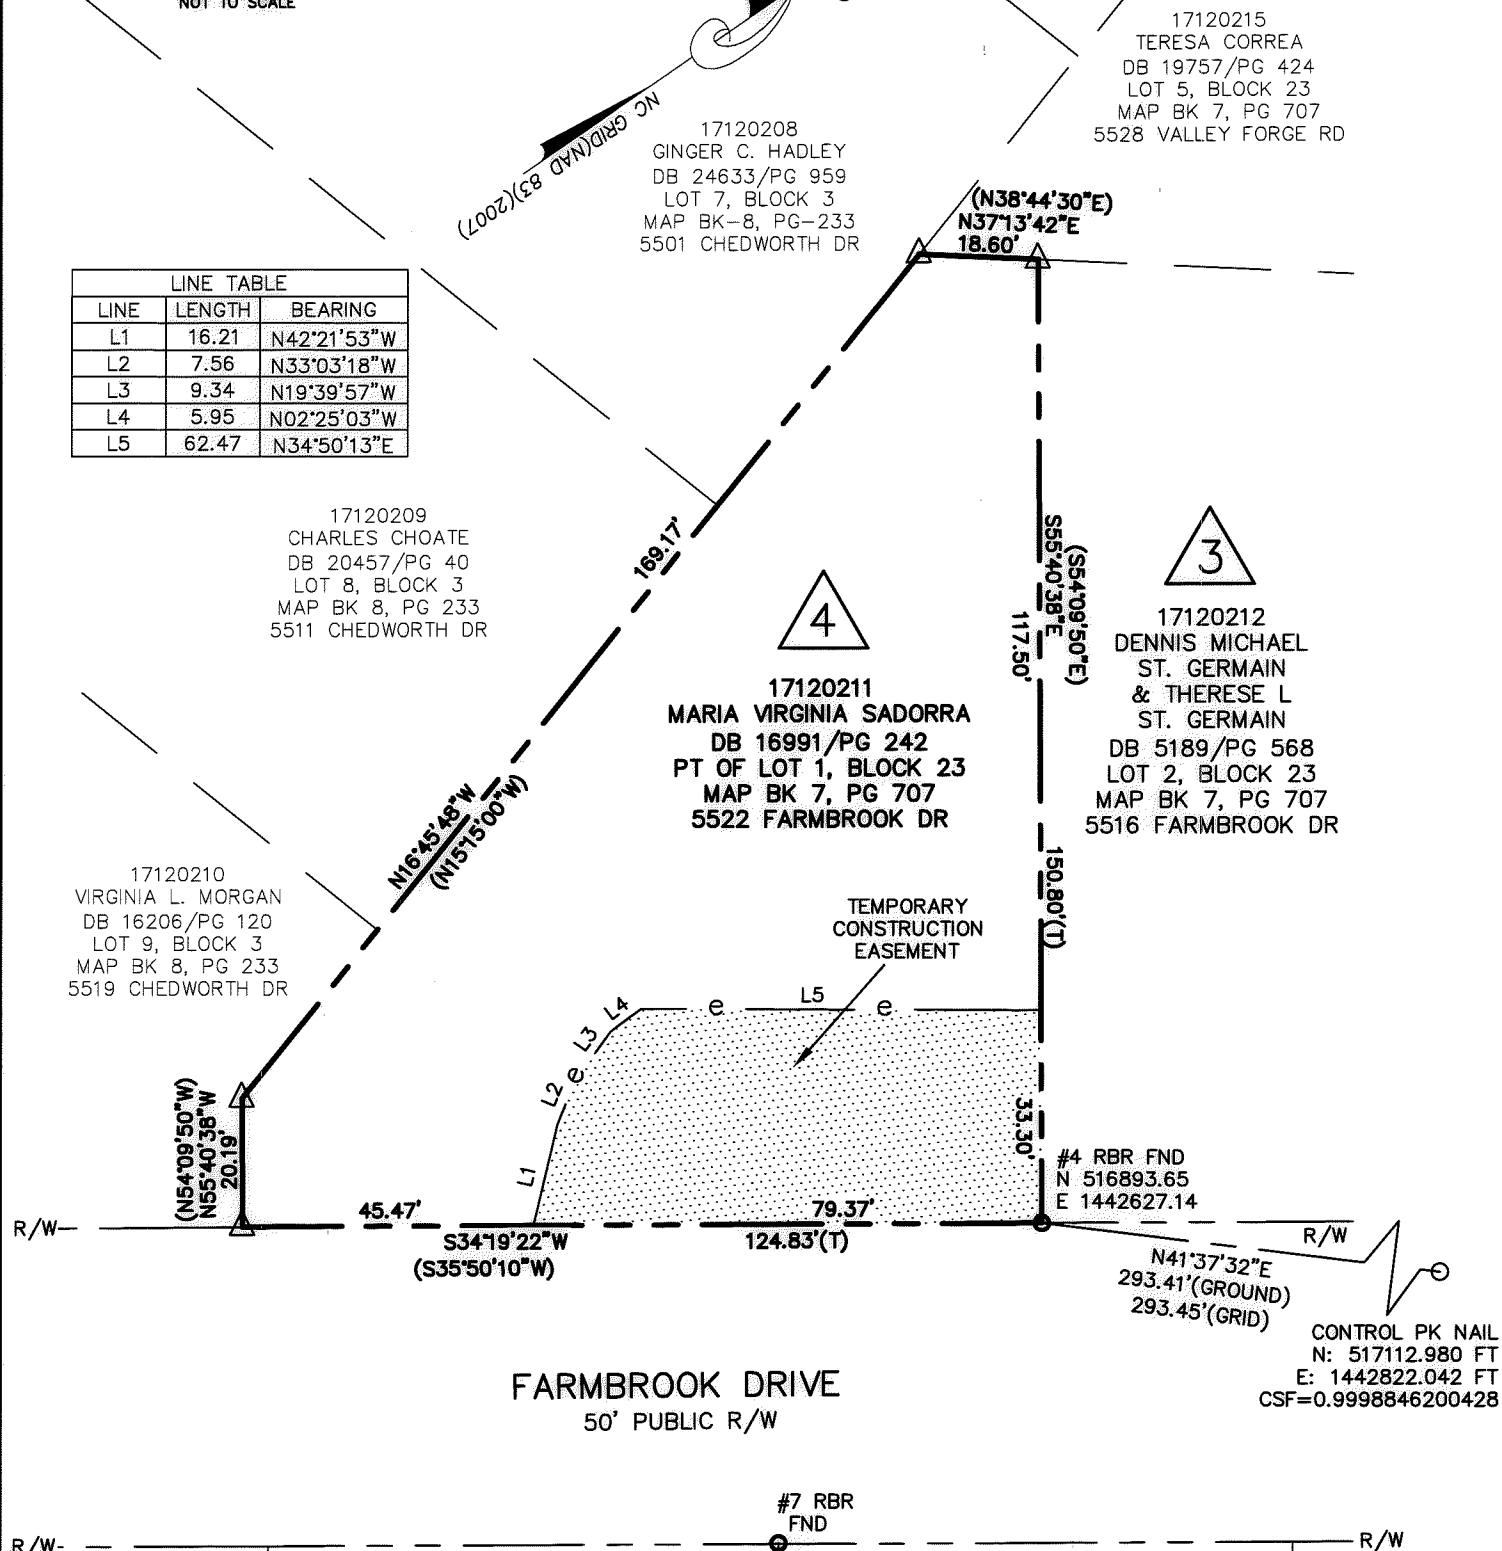 NOT TO SCALE
NC GRID(NAD 83)(2007)
17120215
TERESA CORREA
DB 19757/PG 424
LOT 5, BLOCK 23
MAP BK 7, PG 707
5528 VALLEY FORGE RD
17120208
GINGER C. HADLEY
DB 24633/PG 959
LOT 7, BLOCK 3
MAP BK-8, PG-233
5501 CHEDWORTH DR
(N38°44'30"E)
N37°13'42"E
18.60'
LINE TABLE
LINE LENGTH BEARING
L1 16.21 N42°21'53"W
L2 7.56 N33°03'18"W
L3 9.34 N19°39'57"W
L4 5.95 N02°25'03"W
L5 62.47 N34°50'13"E
17120209
CHARLES CHOATE
DB 20457/PG 40
LOT 8, BLOCK 3
MAP BK 8, PG 233
5511 CHEDWORTH DR
169.17'
S55°40'38"E
(S54°09'50"E)
117.50'
3
17120212
DENNIS MICHAEL
ST. GERMAIN
& THERESE L
ST. GERMAIN
DB 5189/PG 568
LOT 2, BLOCK 23
MAP BK 7, PG 707
5516 FARMBROOK DR
4
17120211
MARIA VIRGINIA SADORRA
DB 16991/PG 242
PT OF LOT 1, BLOCK 23
MAP BK 7, PG 707
5522 FARMBROOK DR
N16°45'48"W
(N15°15'00"W)
17120210
VIRGINIA L. MORGAN
DB 16206/PG 120
LOT 9, BLOCK 3
MAP BK 8, PG 233
5519 CHEDWORTH DR
150.80'(T)
TEMPORARY
CONSTRUCTION
EASEMENT
L5
e
e
L4
L3
e
L2
L1
(N54°09'50"W)
N55°40'38"W
20.19'
33.30'
#4 RBR FND
N 516893.65
E 1442627.14
R/W
45.47'
79.37'
S34°19'22"W
(S35°50'10"W)
124.83'(T)
R/W
N41°37'32"E
293.41'(GROUND)
293.45'(GRID)
CONTROL PK NAIL
N: 517112.980 FT
E: 1442822.042 FT
CSF=0.9998846200428
FARMBROOK DRIVE
50' PUBLIC R/W
#7 RBR
FND
R/W
R/W